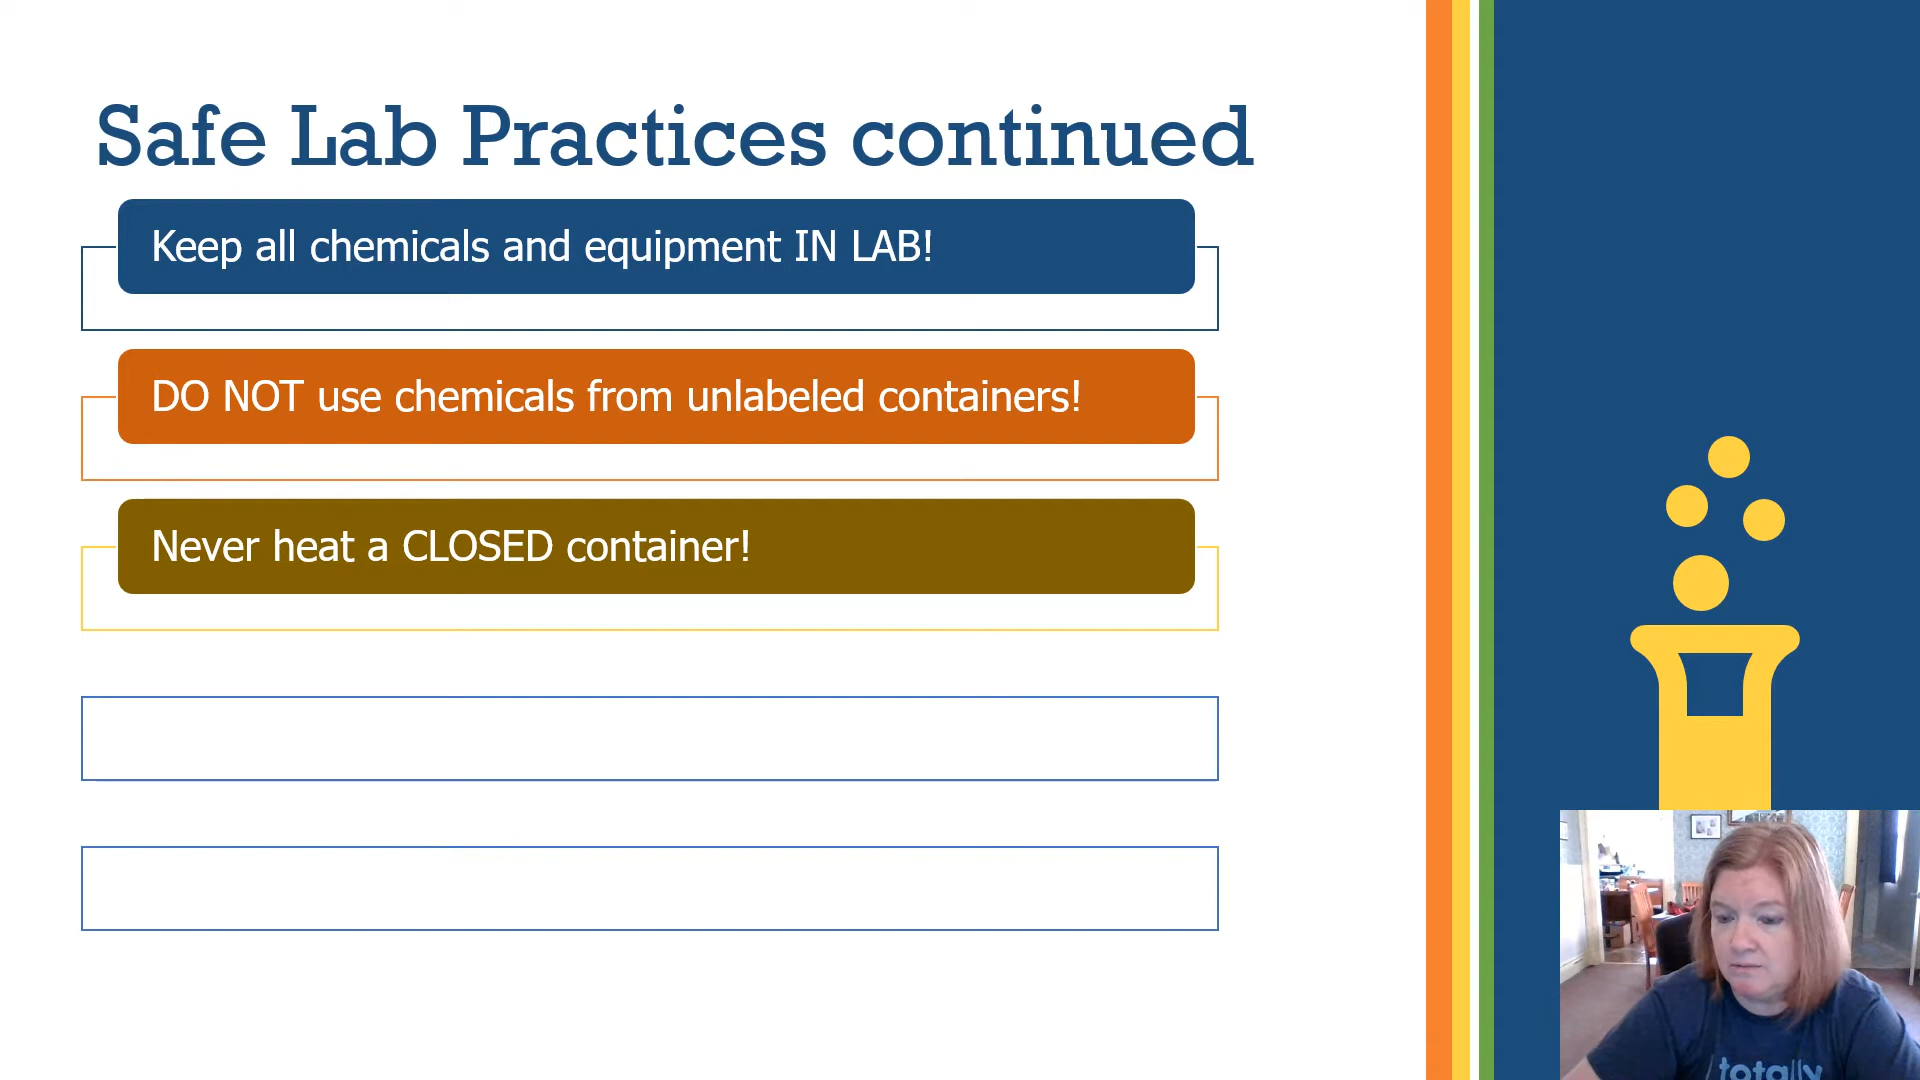 Safe Lab Practices continued
Keep all chemicals and equipment IN LAB!
DO NOT use chemicals from unlabeled containers!
Never heat a CLOSED container!
totally